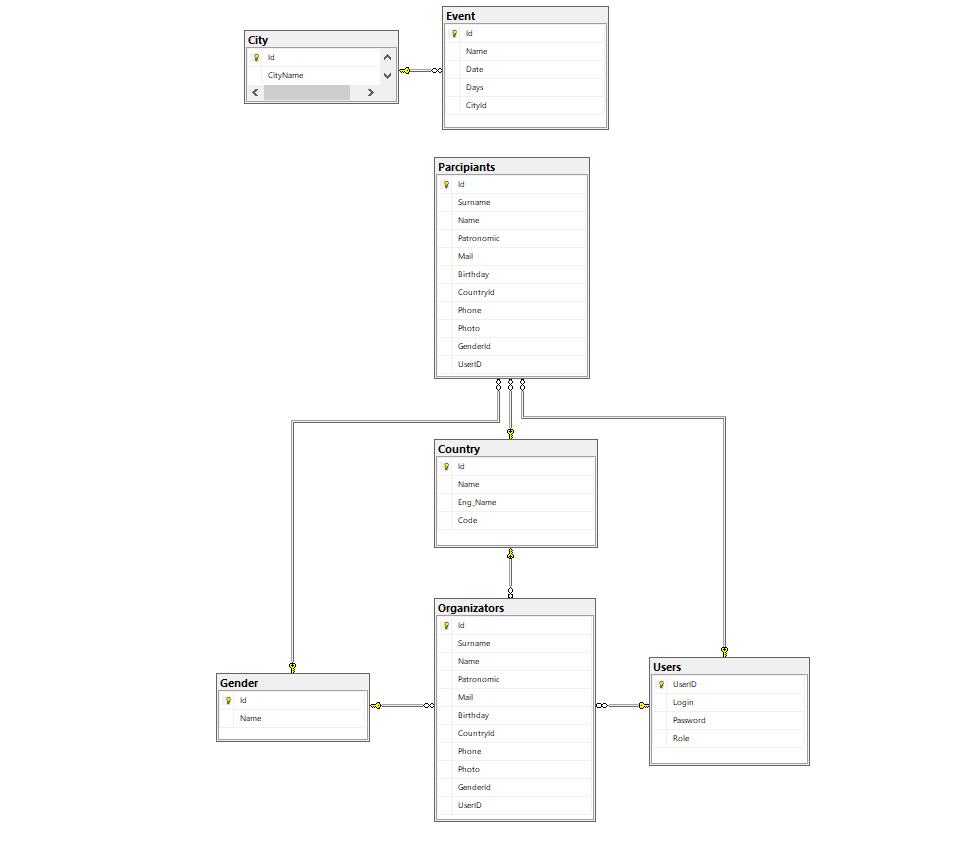 City
Id
CityName
Event
Id
Name
Date
Days
CityId
Parcipiants
Id
Surname
Name
Patronomic
Mail
Birthday
CountryId
Phone
Photo
GenderId
UserID
Country
Id
Name
Eng_Name
Code
Organizators
Id
Surname
Name
Patronomic
Mail
Birthday
CountryId
Phone
Photo
GenderId
UserID
Gender
Id
Name
Users
UserID
Login
Password
Role